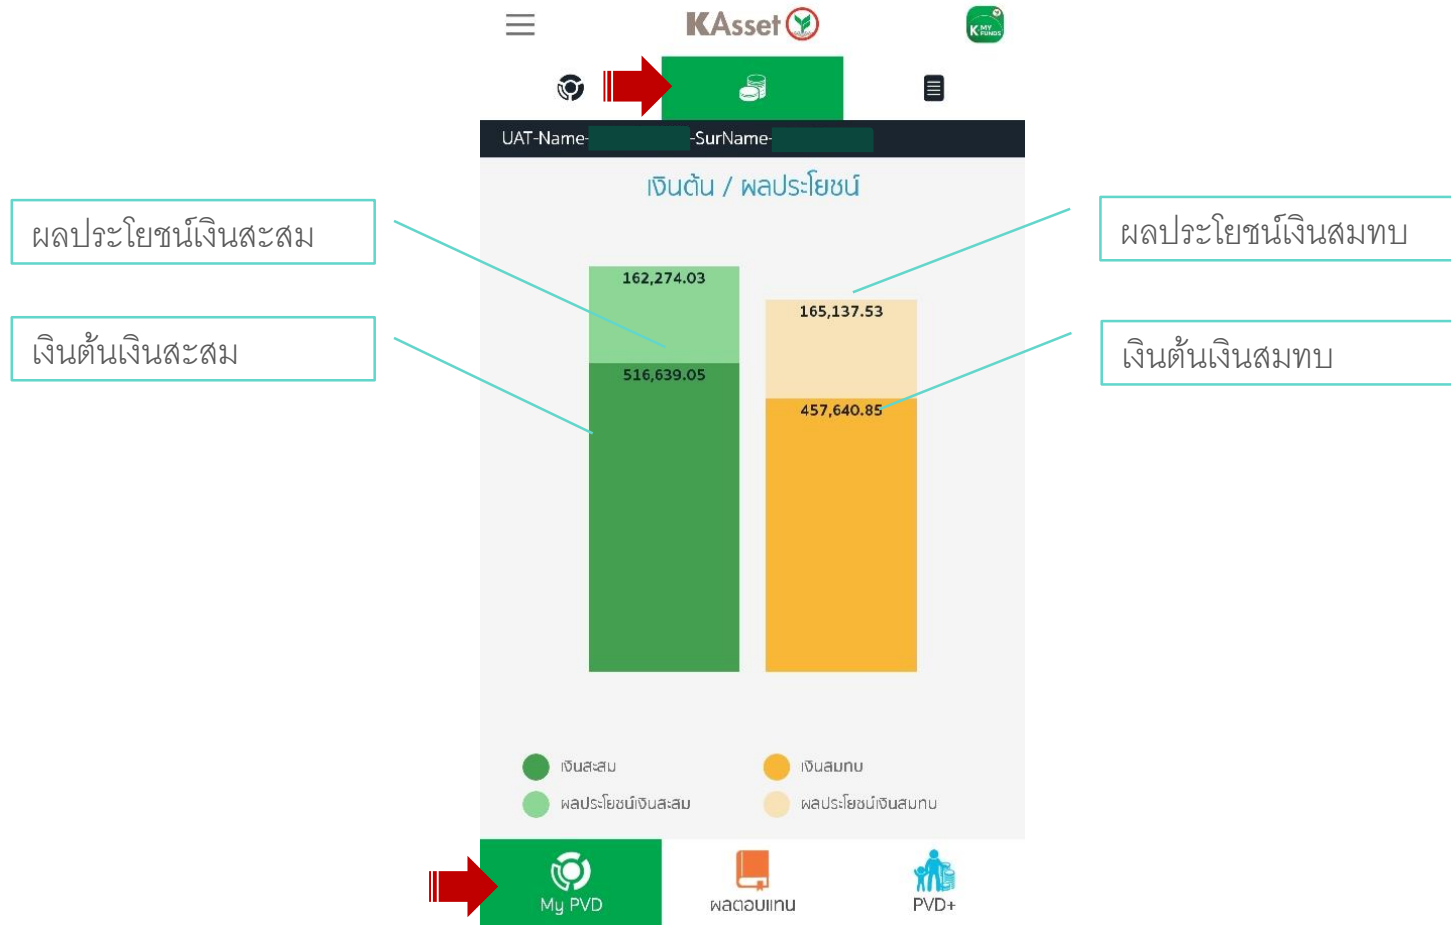 KAsset
K MY FUNDS
UAT-Name- -SurName-
เงินต้น / ผลประโยชน์
ผลประโยชน์เงินสะสม
ผลประโยชน์เงินสมทบ
162,274.03
165,137.53
เงินต้นเงินสะสม
เงินต้นเงินสมทบ
516,639.05
457,640.85
เงินสะสม
เงินสมทบ
ผลประโยชน์เงินสะสม
ผลประโยชน์เงินสมทบ
My PVD
ผลตอบแทน
PVD+